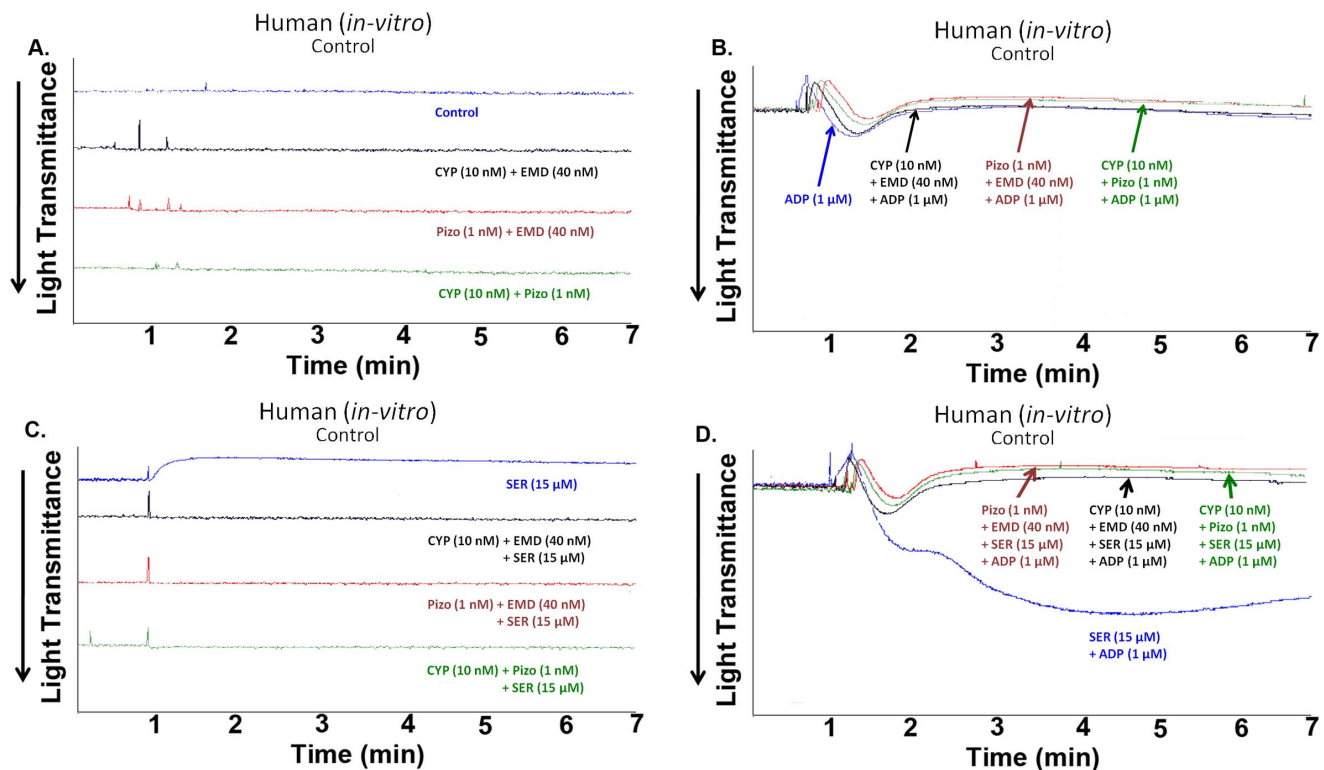 Human (in-vitro)
Control
A.
Light Transmittance
Control
CYP (10 nM) + EMD (40 nM)
Pizo (1 nM) + EMD (40 nM)
CYP (10 nM) + Pizo (1 nM)
1 2 3 4 5 6 7
Time (min)
Human (in-vitro)
Control
B.
Light Transmittance
ADP (1 µM)
CYP (10 nM)
+ EMD (40 nM)
+ ADP (1 µM)
Pizo (1 nM)
+ EMD (40 nM)
+ ADP (1 µM)
CYP (10 nM)
+ Pizo (1 nM)
+ ADP (1 µM)
1 2 3 4 5 6 7
Time (min)
Human (in-vitro)
Control
C.
Light Transmittance
SER (15 µM)
CYP (10 nM) + EMD (40 nM)
+ SER (15 µM)
Pizo (1 nM) + EMD (40 nM)
+ SER (15 µM)
CYP (10 nM) + Pizo (1 nM)
+ SER (15 µM)
1 2 3 4 5 6 7
Time (min)
Human (in-vitro)
Control
D.
Light Transmittance
Pizo (1 nM)
+ EMD (40 nM)
+ SER (15 µM)
+ ADP (1 µM)
CYP (10 nM)
+ EMD (40 nM)
+ SER (15 µM)
+ ADP (1 µM)
CYP (10 nM)
+ Pizo (1 nM)
+ SER (15 µM)
+ ADP (1 µM)
SER (15 µM)
+ ADP (1 µM)
1 2 3 4 5 6 7
Time (min)